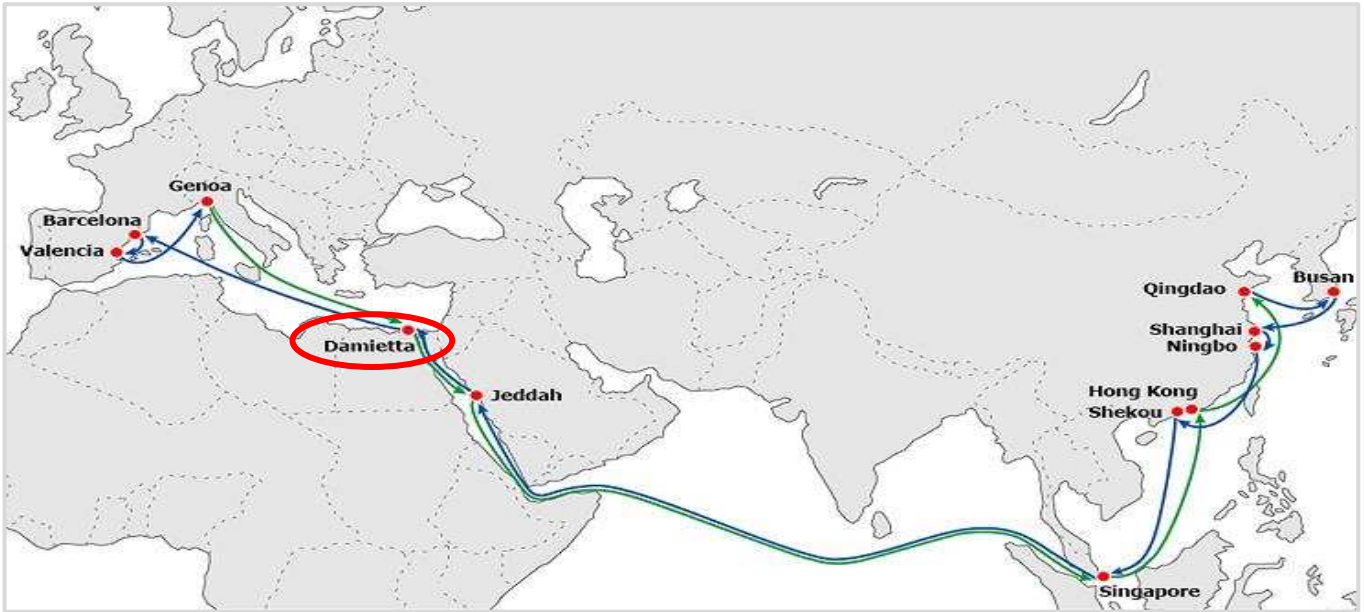 Genoa
Barcelona
Valencia
Damietta
Jeddah
Qingdao
Busan
Shanghai
Ningbo
Hong Kong
Shekou
Singapore